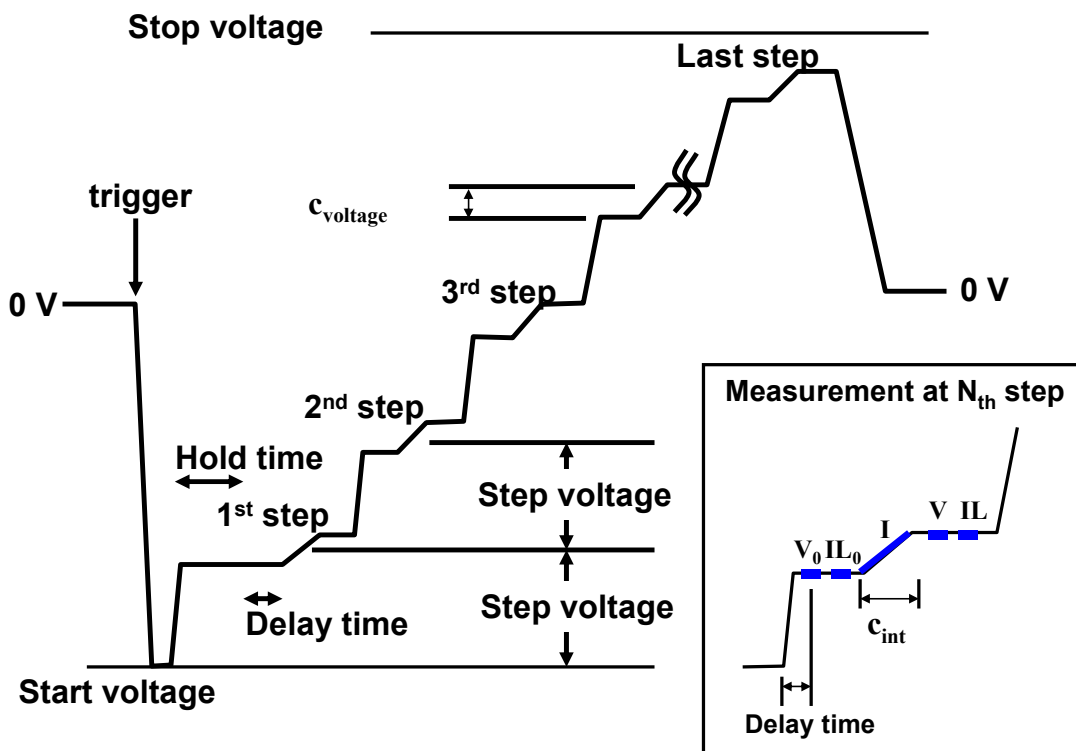 Stop voltage
Last step
trigger
c_voltage
0 V
3rd step
0 V
2nd step
Hold time
1st step
Step voltage
Delay time
Step voltage
Start voltage
Measurement at Nth step
V0 IL0
I
V IL
c_int
Delay time